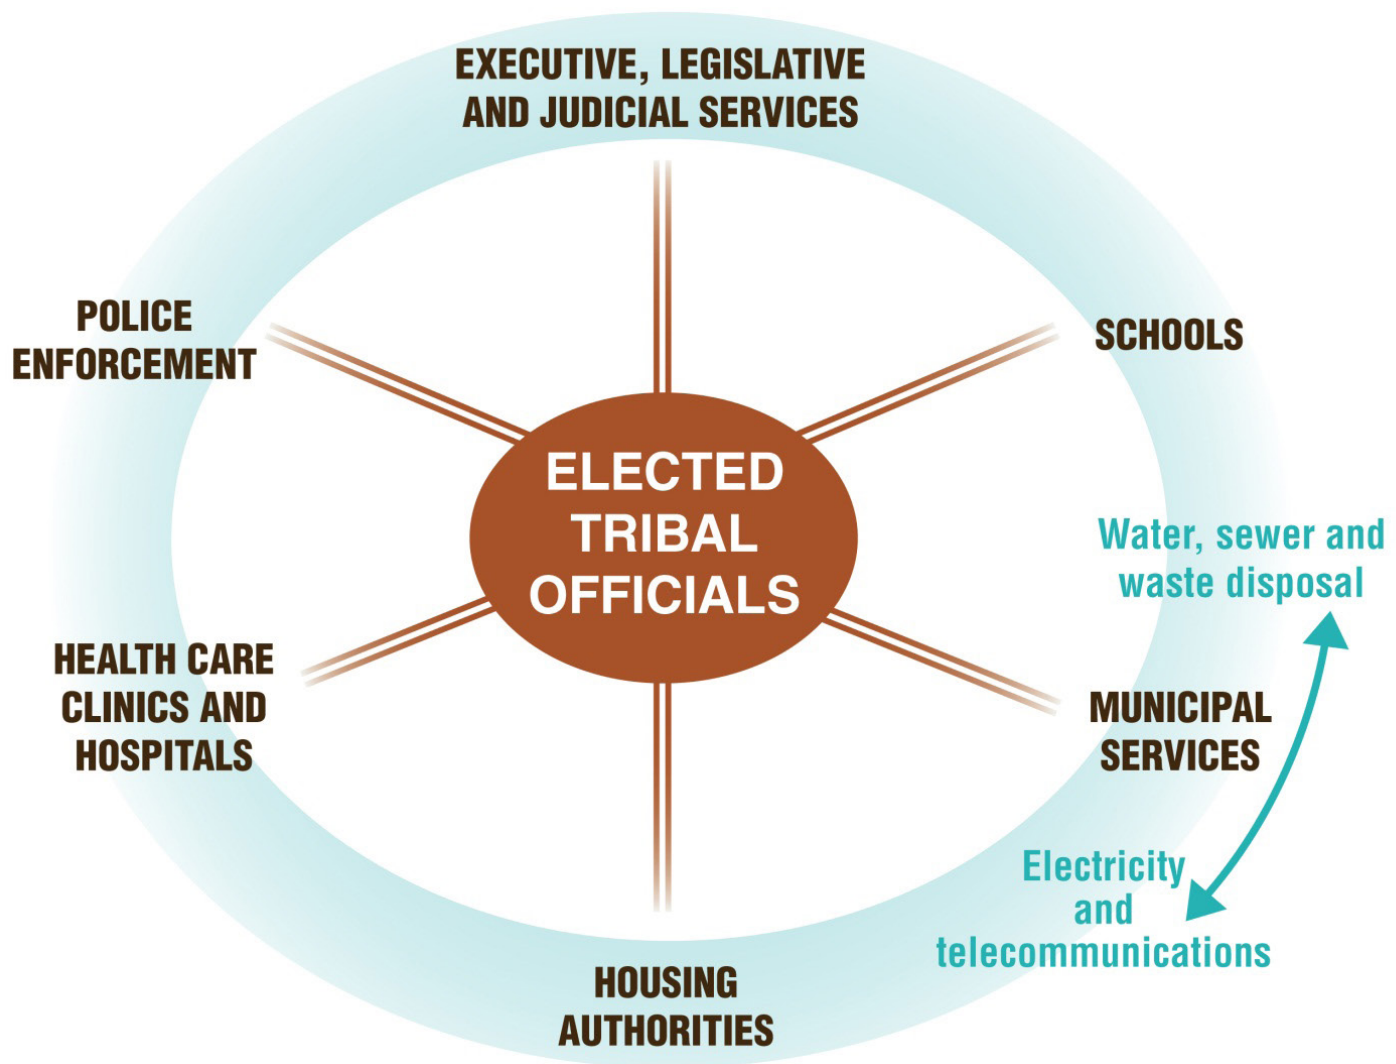 EXECUTIVE, LEGISLATIVE
AND JUDICIAL SERVICES
POLICE
ENFORCEMENT
SCHOOLS
ELECTED
TRIBAL
OFFICIALS
Water, sewer and
waste disposal
HEALTH CARE
CLINICS AND
HOSPITALS
MUNICIPAL
SERVICES
Electricity
and
telecommunications
HOUSING
AUTHORITIES